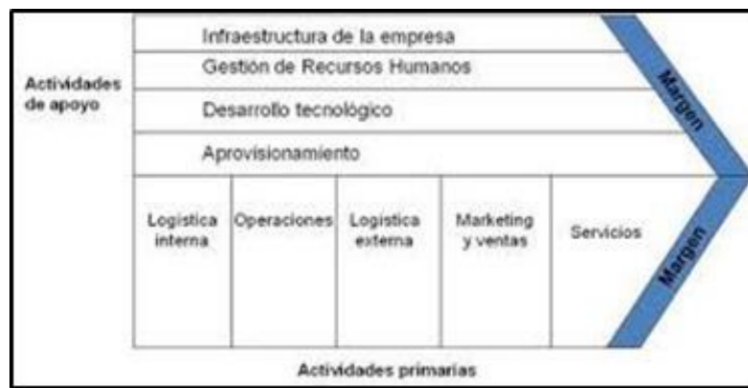 Infraestructura de la empresa
Gestión de Recursos Humanos
Actividades
de apoyo
Desarrollo tecnológico
Aprovisionamiento
Margen
Logística
interna
Operaciones
Logística
externa
Marketing
y ventas
Servicios
Margen
Actividades primarias